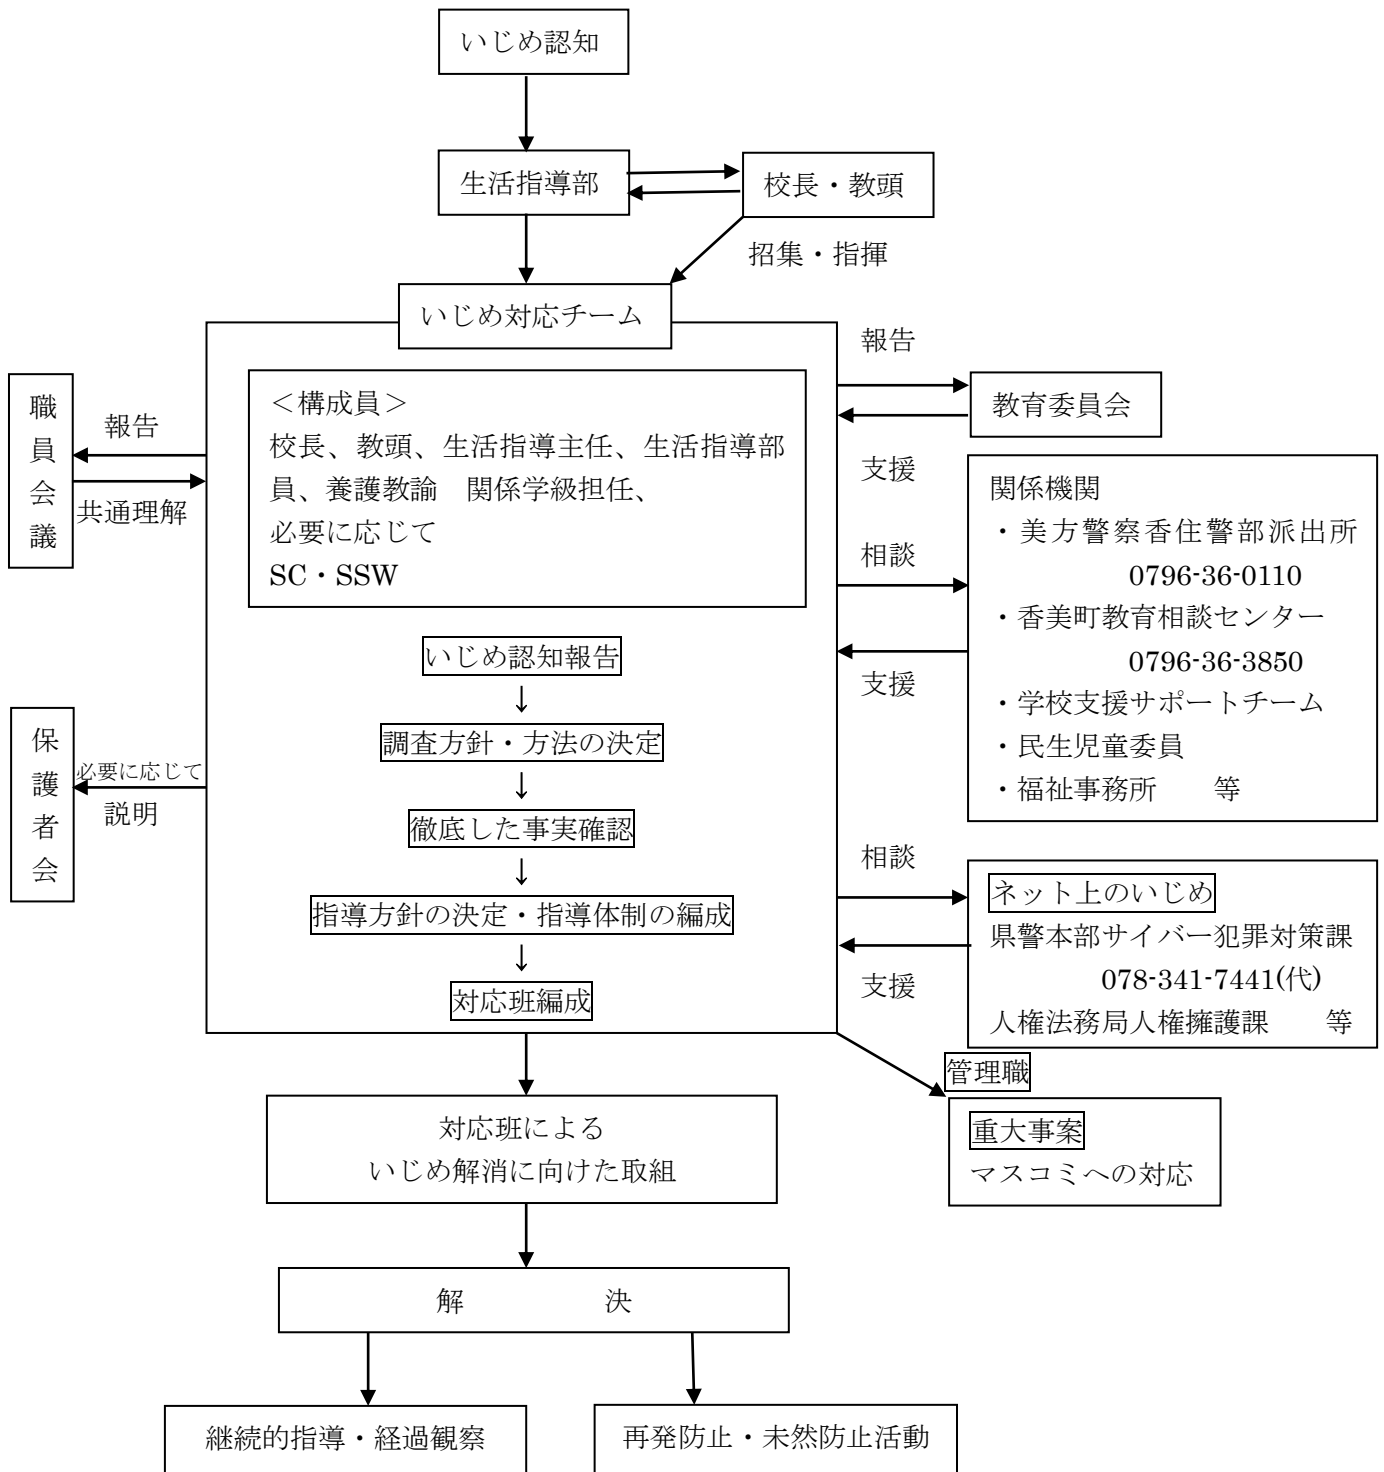 いじめ認知
生活指導部
校長・教頭
招集・指揮
いじめ対応チーム
報告
教育委員会
支援
職員会議
報告
共通理解
＜構成員＞
校長、教頭、生活指導主任、生活指導部
員、養護教諭　関係学級担任、
必要に応じて
SC・SSW
関係機関
・美方警察香住警部派出所
0796-36-0110
・香美町教育相談センター
0796-36-3850
・学校支援サポートチーム
・民生児童委員
・福祉事務所　　等
相談
支援
いじめ認知報告
↓
調査方針・方法の決定
↓
徹底した事実確認
↓
指導方針の決定・指導体制の編成
↓
対応班編成
保護者会
必要に応じて
説明
相談
支援
ネット上のいじめ
県警本部サイバー犯罪対策課
078-341-7441(代)
人権法務局人権擁護課　　等
管理職
重大事案
マスコミへの対応
対応班による
いじめ解消に向けた取組
解　　　　　決
継続的指導・経過観察
再発防止・未然防止活動